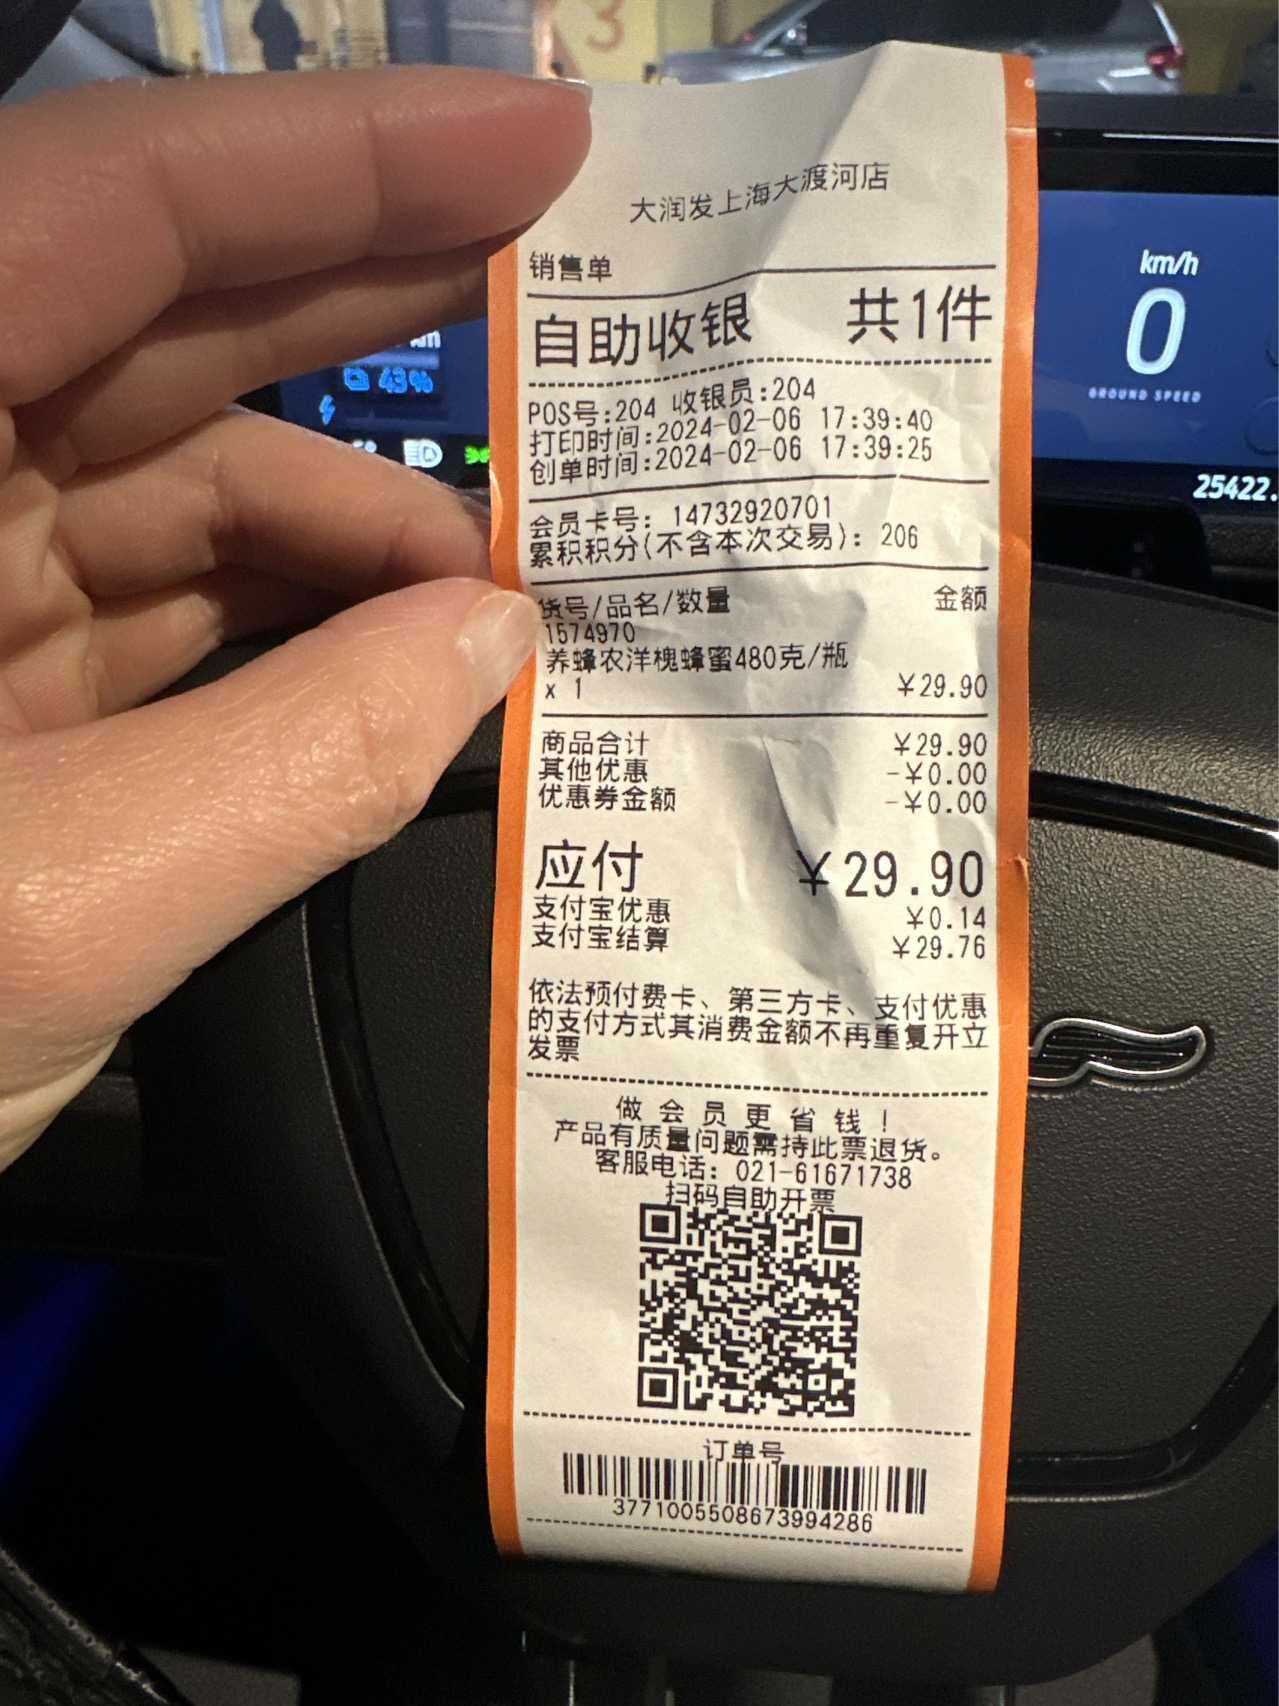 3
大润发上海大渡河店
销售单
自助收银 共1件
POS号:204 收银员:204
打印时间:2024-02-06 17:39:40
创单时间:2024-02-06 17:39:25
会员卡号: 14732920701
累积积分(不含本次交易): 206
货号/品名/数量 金额
1574970
养蜂农洋槐蜂蜜480克/瓶
x 1 ¥29.90
商品合计 ¥29.90
其他优惠 -¥0.00
优惠券金额 -¥0.00
应付 ¥29.90
支付宝优惠 ¥0.14
支付宝结算 ¥29.76
依法预付费卡、第三方卡、支付优惠
的支付方式其消费金额不再重复开立
发票
做会员更省钱!
产品有质量问题需持此票退货。
客服电话: 021-61671738
扫码自助开票
订单号
3771005508673994286
43%
km/h
0
GROUND SPEED
25422.